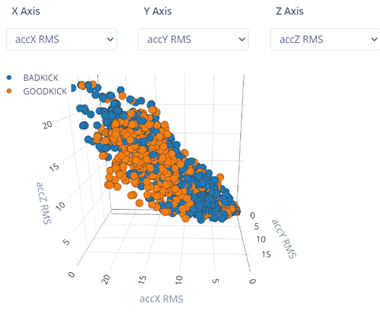 X Axis Y Axis Z Axis
accX RMS accY RMS accZ RMS
BADKICK
GOODKICK
20
15
10
5
0
accZ RMS
20
15
10
5
0
accX RMS
0
5
10
15
accY RMS